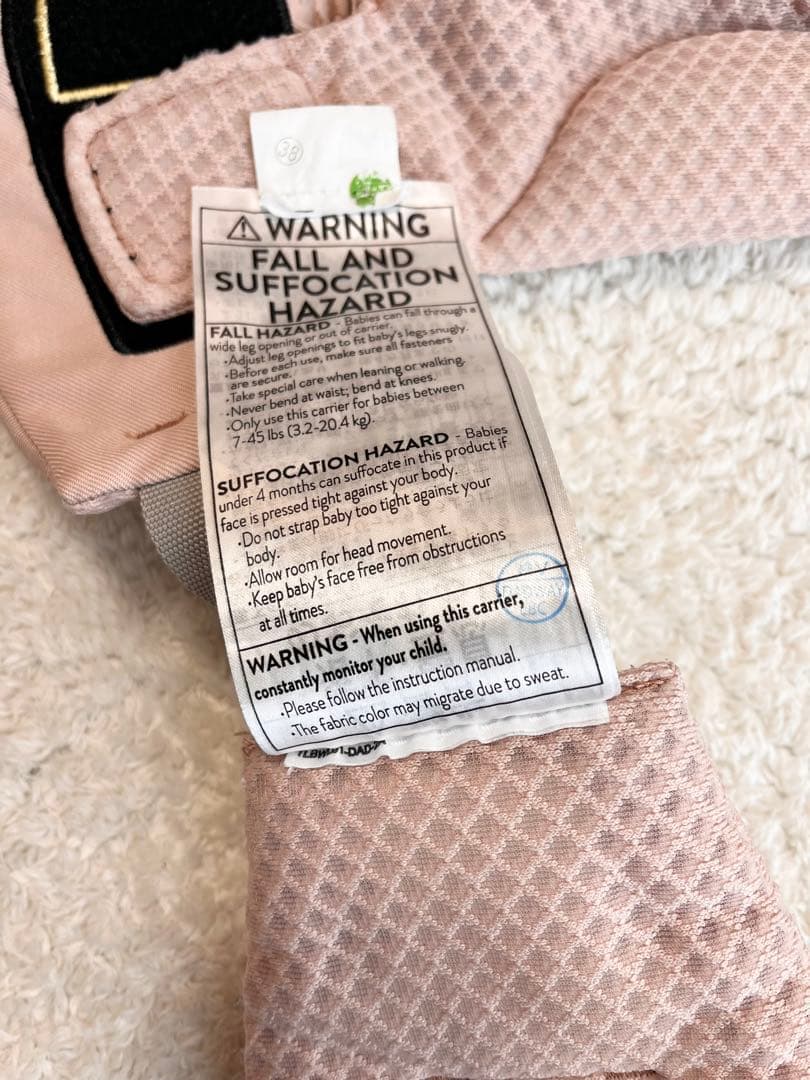 38
WARNING
FALL AND
SUFFOCATION
HAZARD
FALL HAZARD - Babies can fall through a
wide leg opening or out of carrier.
•Adjust leg openings to fit baby's legs snugly.
•Before each use, make sure all fasteners
are secure.
•Take special care when leaning or walking.
•Never bend at waist; bend at knees.
•Only use this carrier for babies between
7-45 lbs (3.2-20.4 kg).
SUFFOCATION HAZARD - Babies
under 4 months can suffocate in this product if
face is pressed tight against your body.
•Do not strap baby too tight against your
body.
•Allow room for head movement.
•Keep baby's face free from obstructions
at all times.
WARNING - When using this carrier,
constantly monitor your child.
•Please follow the instruction manual.
•The fabric color may migrate due to sweat.